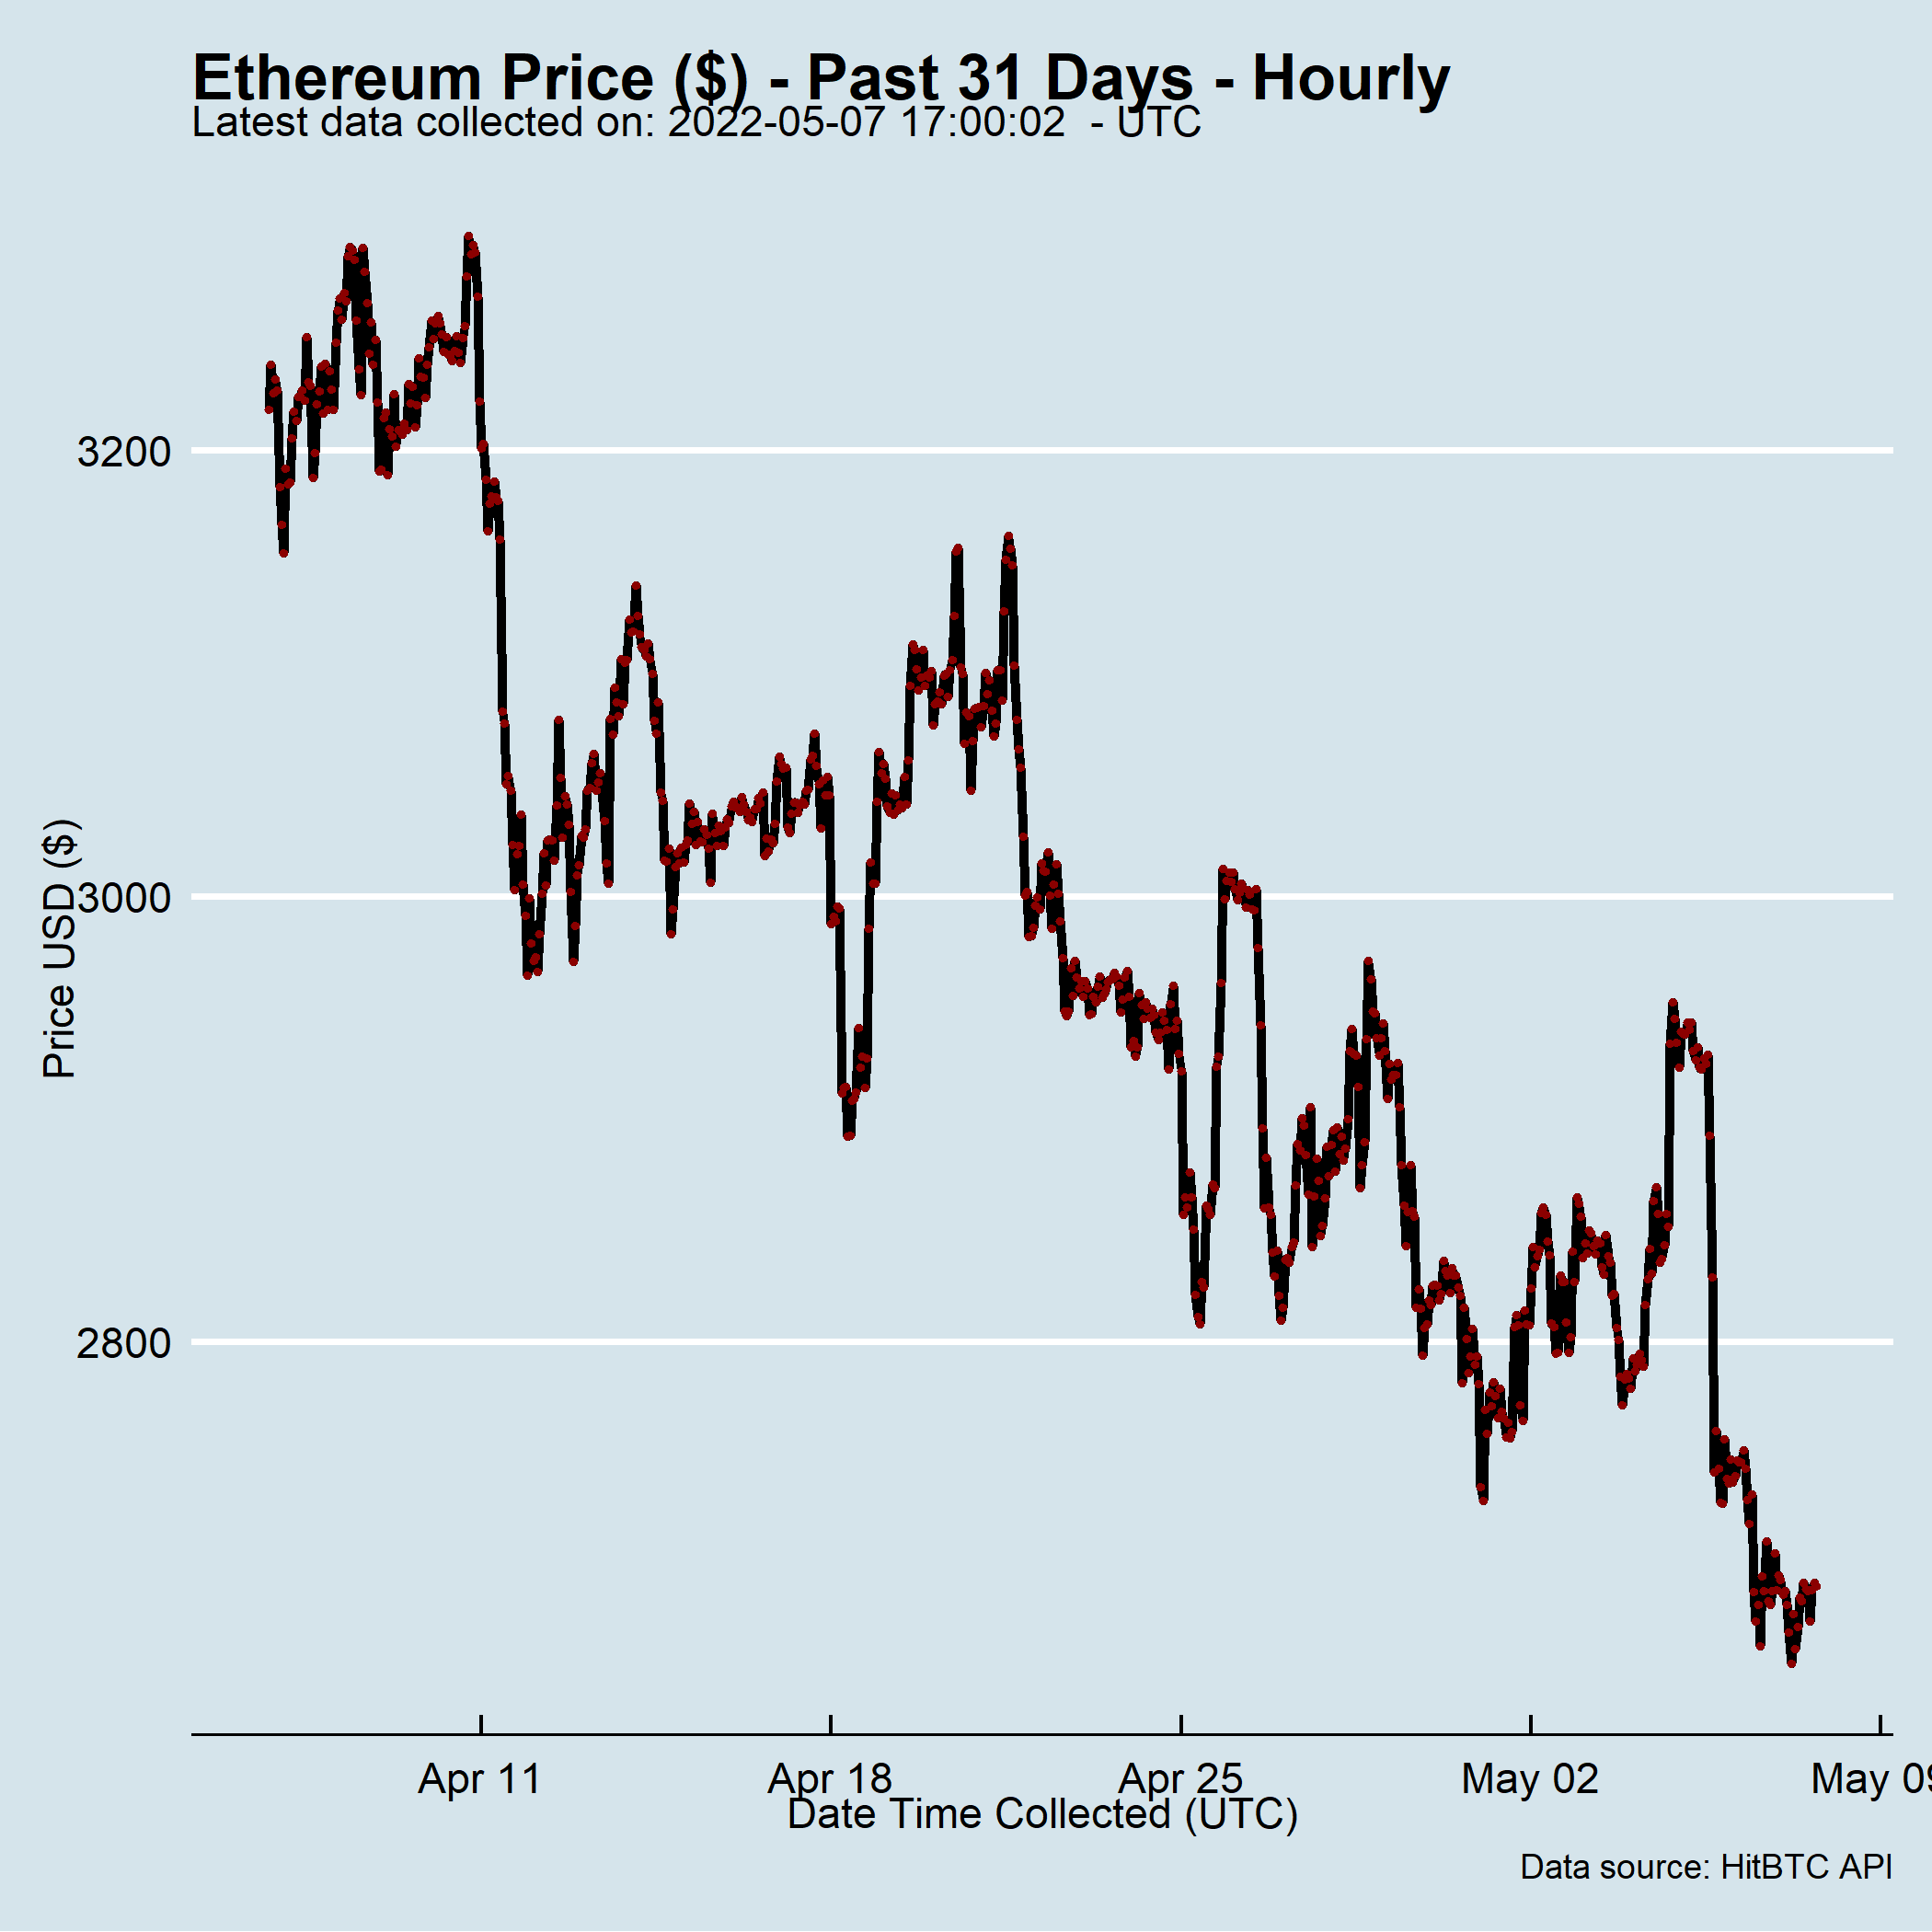 Ethereum Price ($) - Past 31 Days - Hourly
Latest data collected on: 2022-05-07 17:00:02  - UTC
3200
3000
2800
Price USD ($)
Apr 11
Apr 18
Apr 25
May 02
May 09
Date Time Collected (UTC)
Data source: HitBTC API